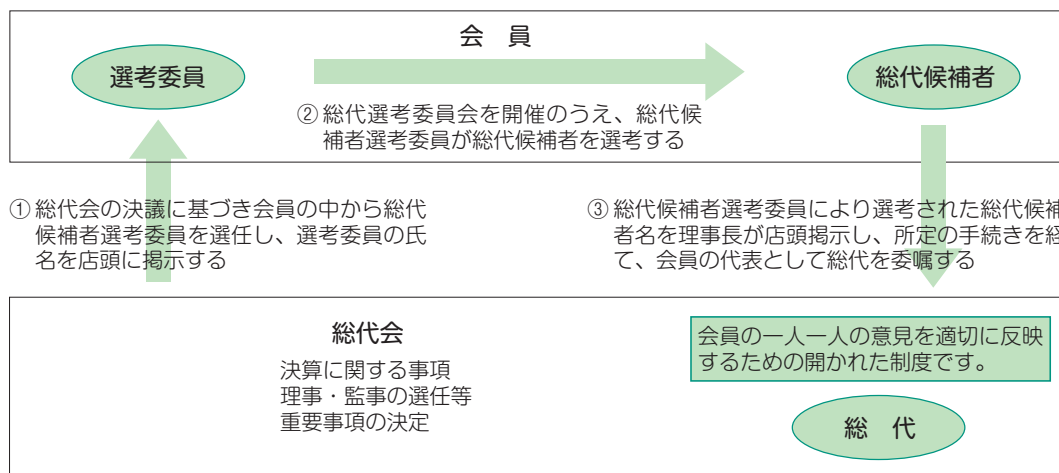 会 員
選考委員
総代候補者
② 総代選考委員会を開催のうえ、総代候
補者選考委員が総代候補者を選考する
① 総代会の決議に基づき会員の中から総代
候補者選考委員を選任し、選考委員の氏
名を店頭に掲示する
③ 総代候補者選考委員により選考された総代候補
者名を理事長が店頭掲示し、所定の手続きを経
て、会員の代表として総代を委嘱する
総代会
決算に関する事項
理事・監事の選任等
重要事項の決定
会員の一人一人の意見を適切に反映
するための開かれた制度です。
総 代